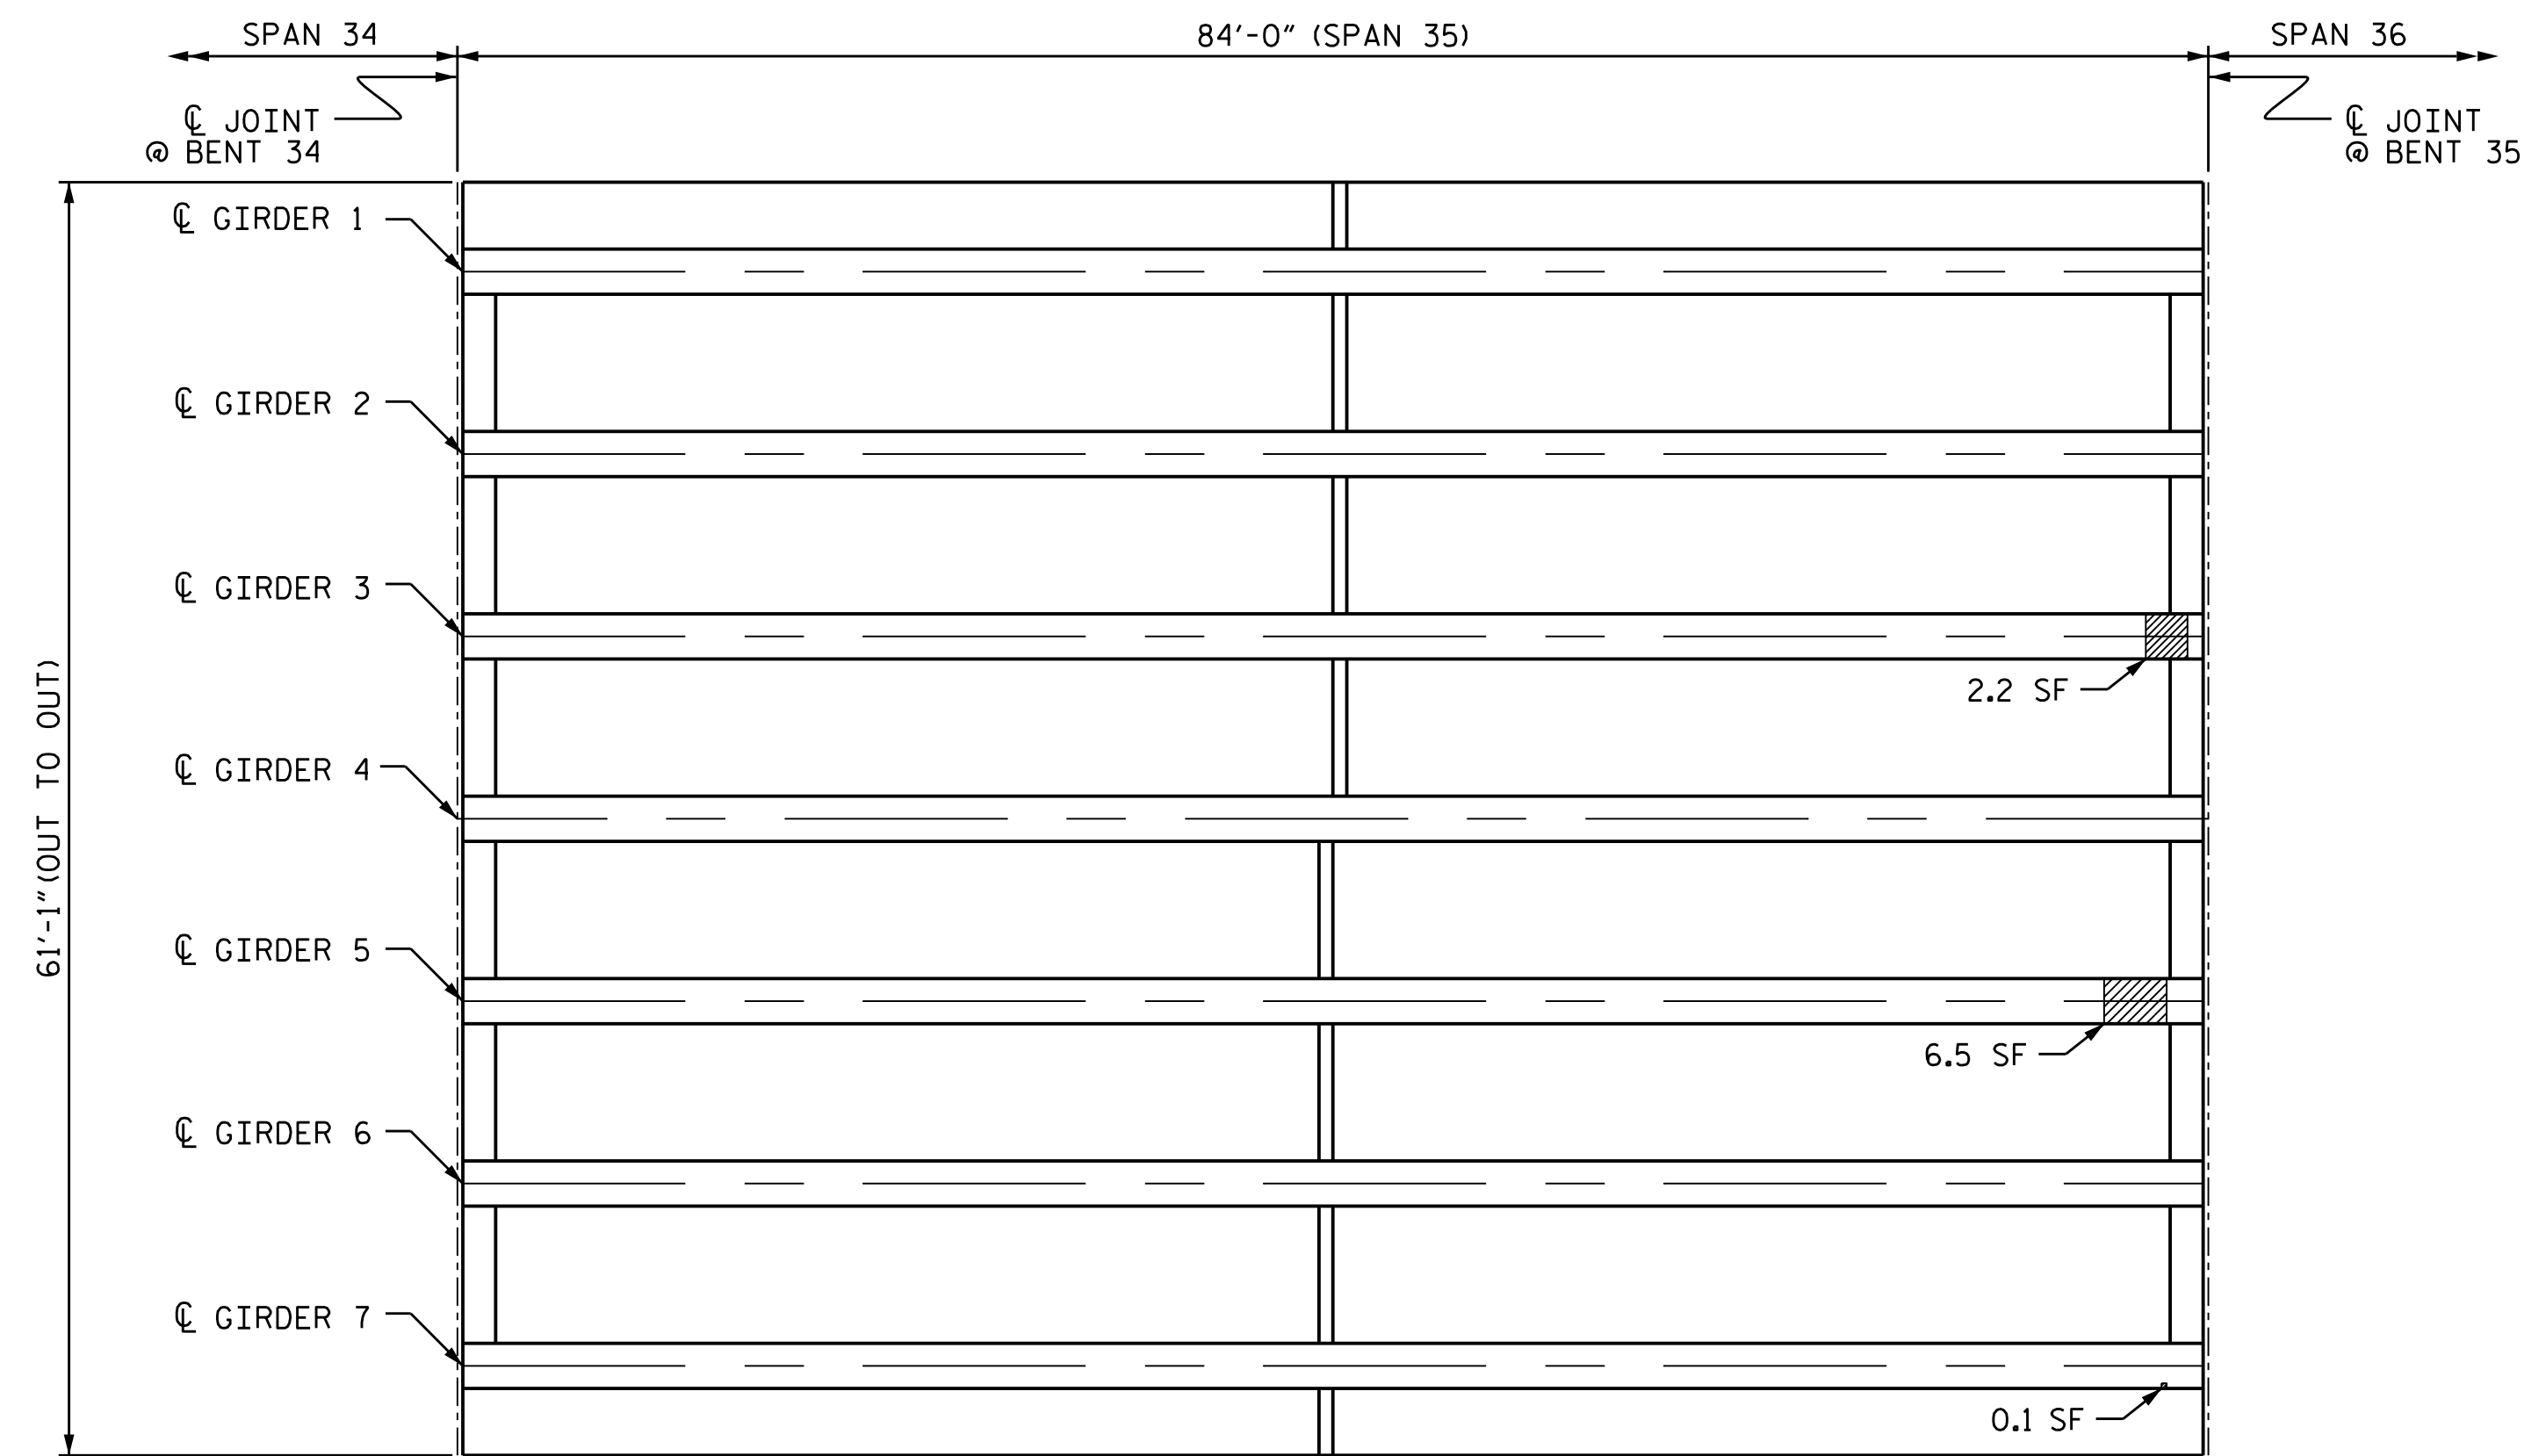 SPAN 34
84'-0" (SPAN 35)
SPAN 36
℄ JOINT
@ BENT 34
℄ JOINT
@ BENT 35
℄ GIRDER 1
℄ GIRDER 2
℄ GIRDER 3
2.2 SF
61'-1" (OUT TO OUT)
℄ GIRDER 4
℄ GIRDER 5
6.5 SF
℄ GIRDER 6
℄ GIRDER 7
0.1 SF